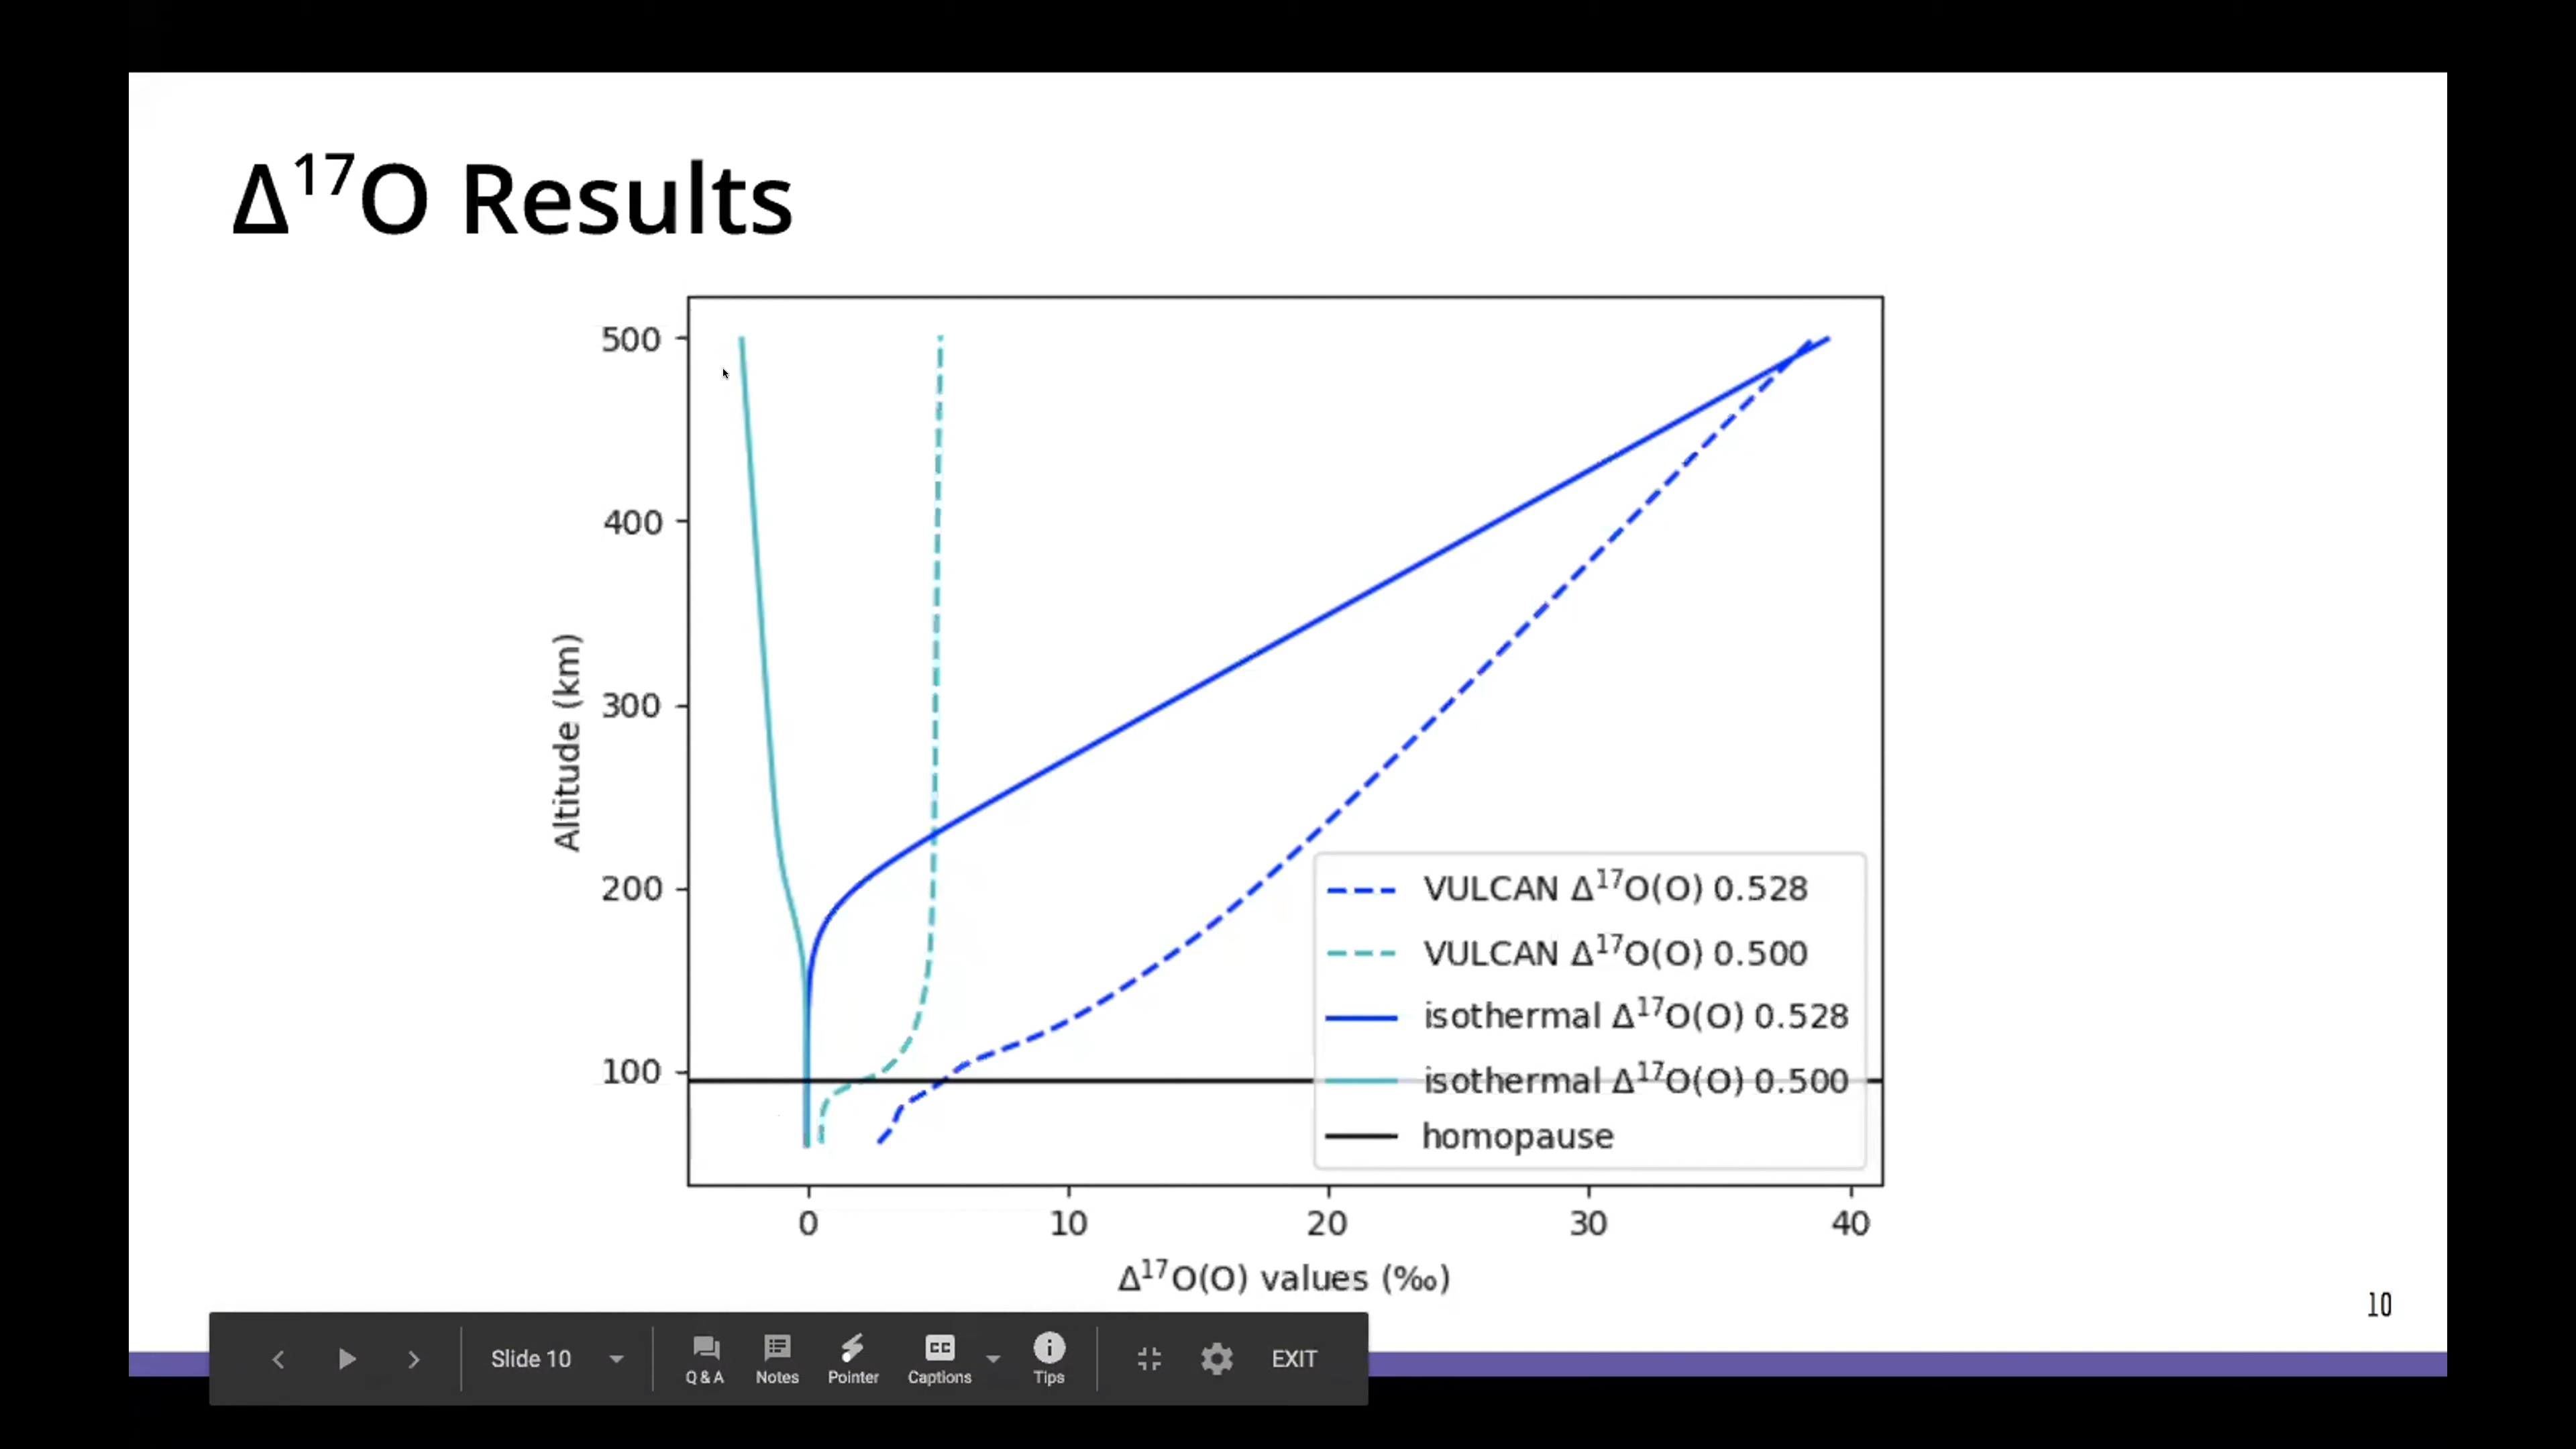 Δ¹⁷O Results
500
400
300
200
100
Altitude (km)
VULCAN Δ¹⁷O(O) 0.528
VULCAN Δ¹⁷O(O) 0.500
isothermal Δ¹⁷O(O) 0.528
isothermal Δ¹⁷O(O) 0.500
homopause
0 10 20 30 40
Δ¹⁷O(O) values (‰)
10
Slide 10
Q & A
Notes
Pointer
CC
Captions
Tips
EXIT